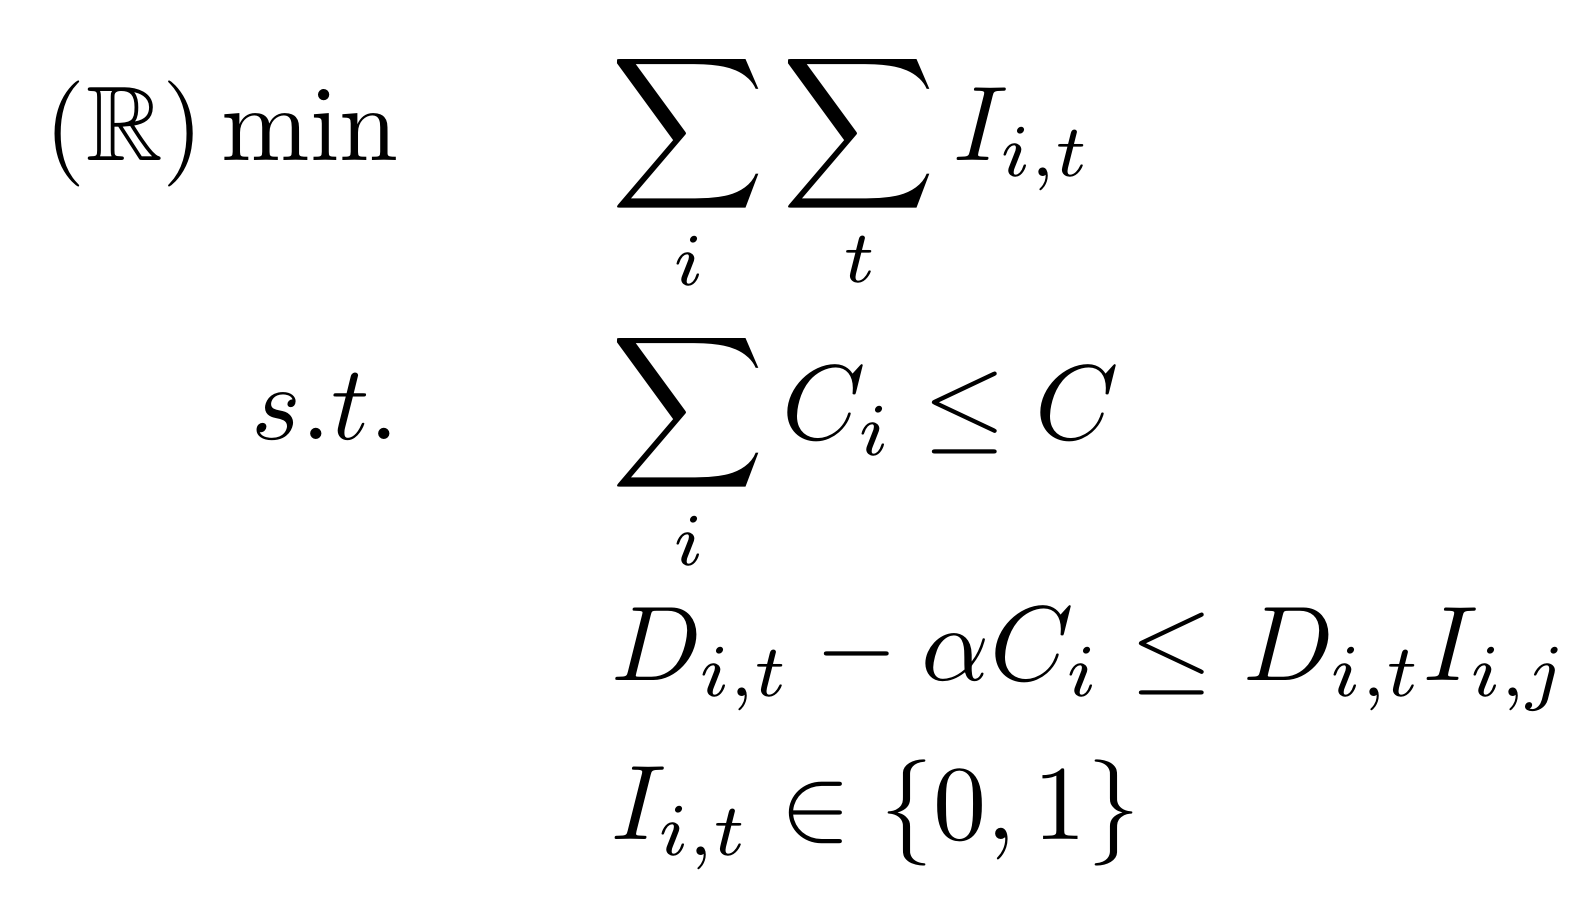 (ℝ) min ∑_i ∑_t I_{i,t}
s.t. ∑_i C_i ≤ C
D_{i,t} − αC_i ≤ D_{i,t} I_{i,j}
I_{i,t} ∈ {0, 1}